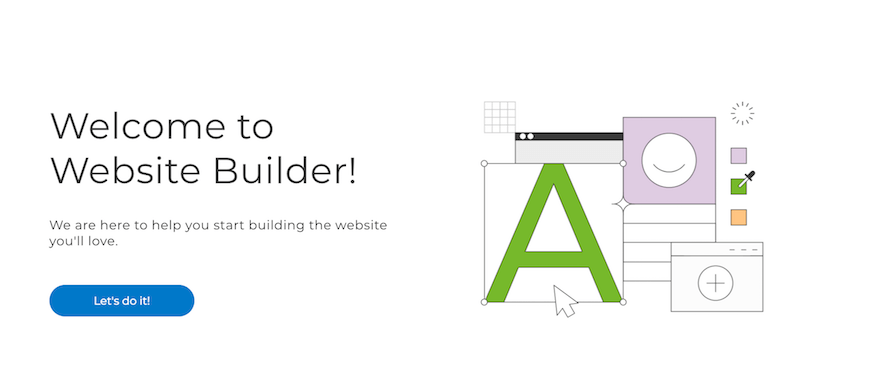 Welcome to
Website Builder!
We are here to help you start building the website
you'll love.
Let's do it!
A